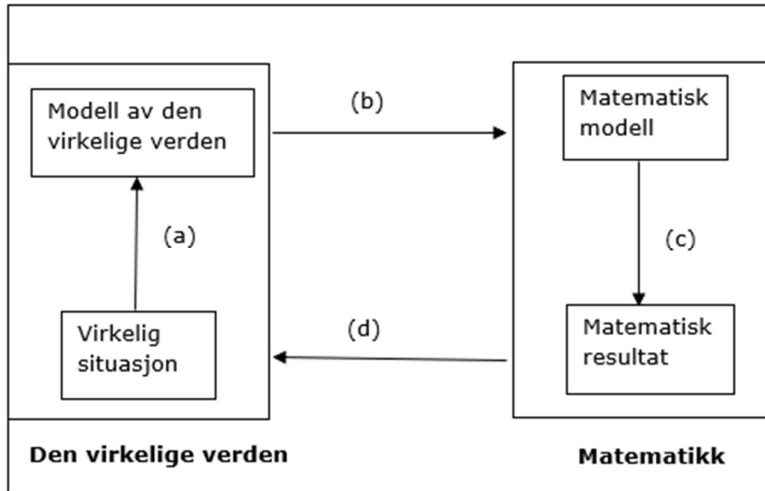 Modell av den
virkelige verden
(b)
Matematisk
modell
(a)
(c)
Virkelig
situasjon
(d)
Matematisk
resultat
Den virkelige verden
Matematikk